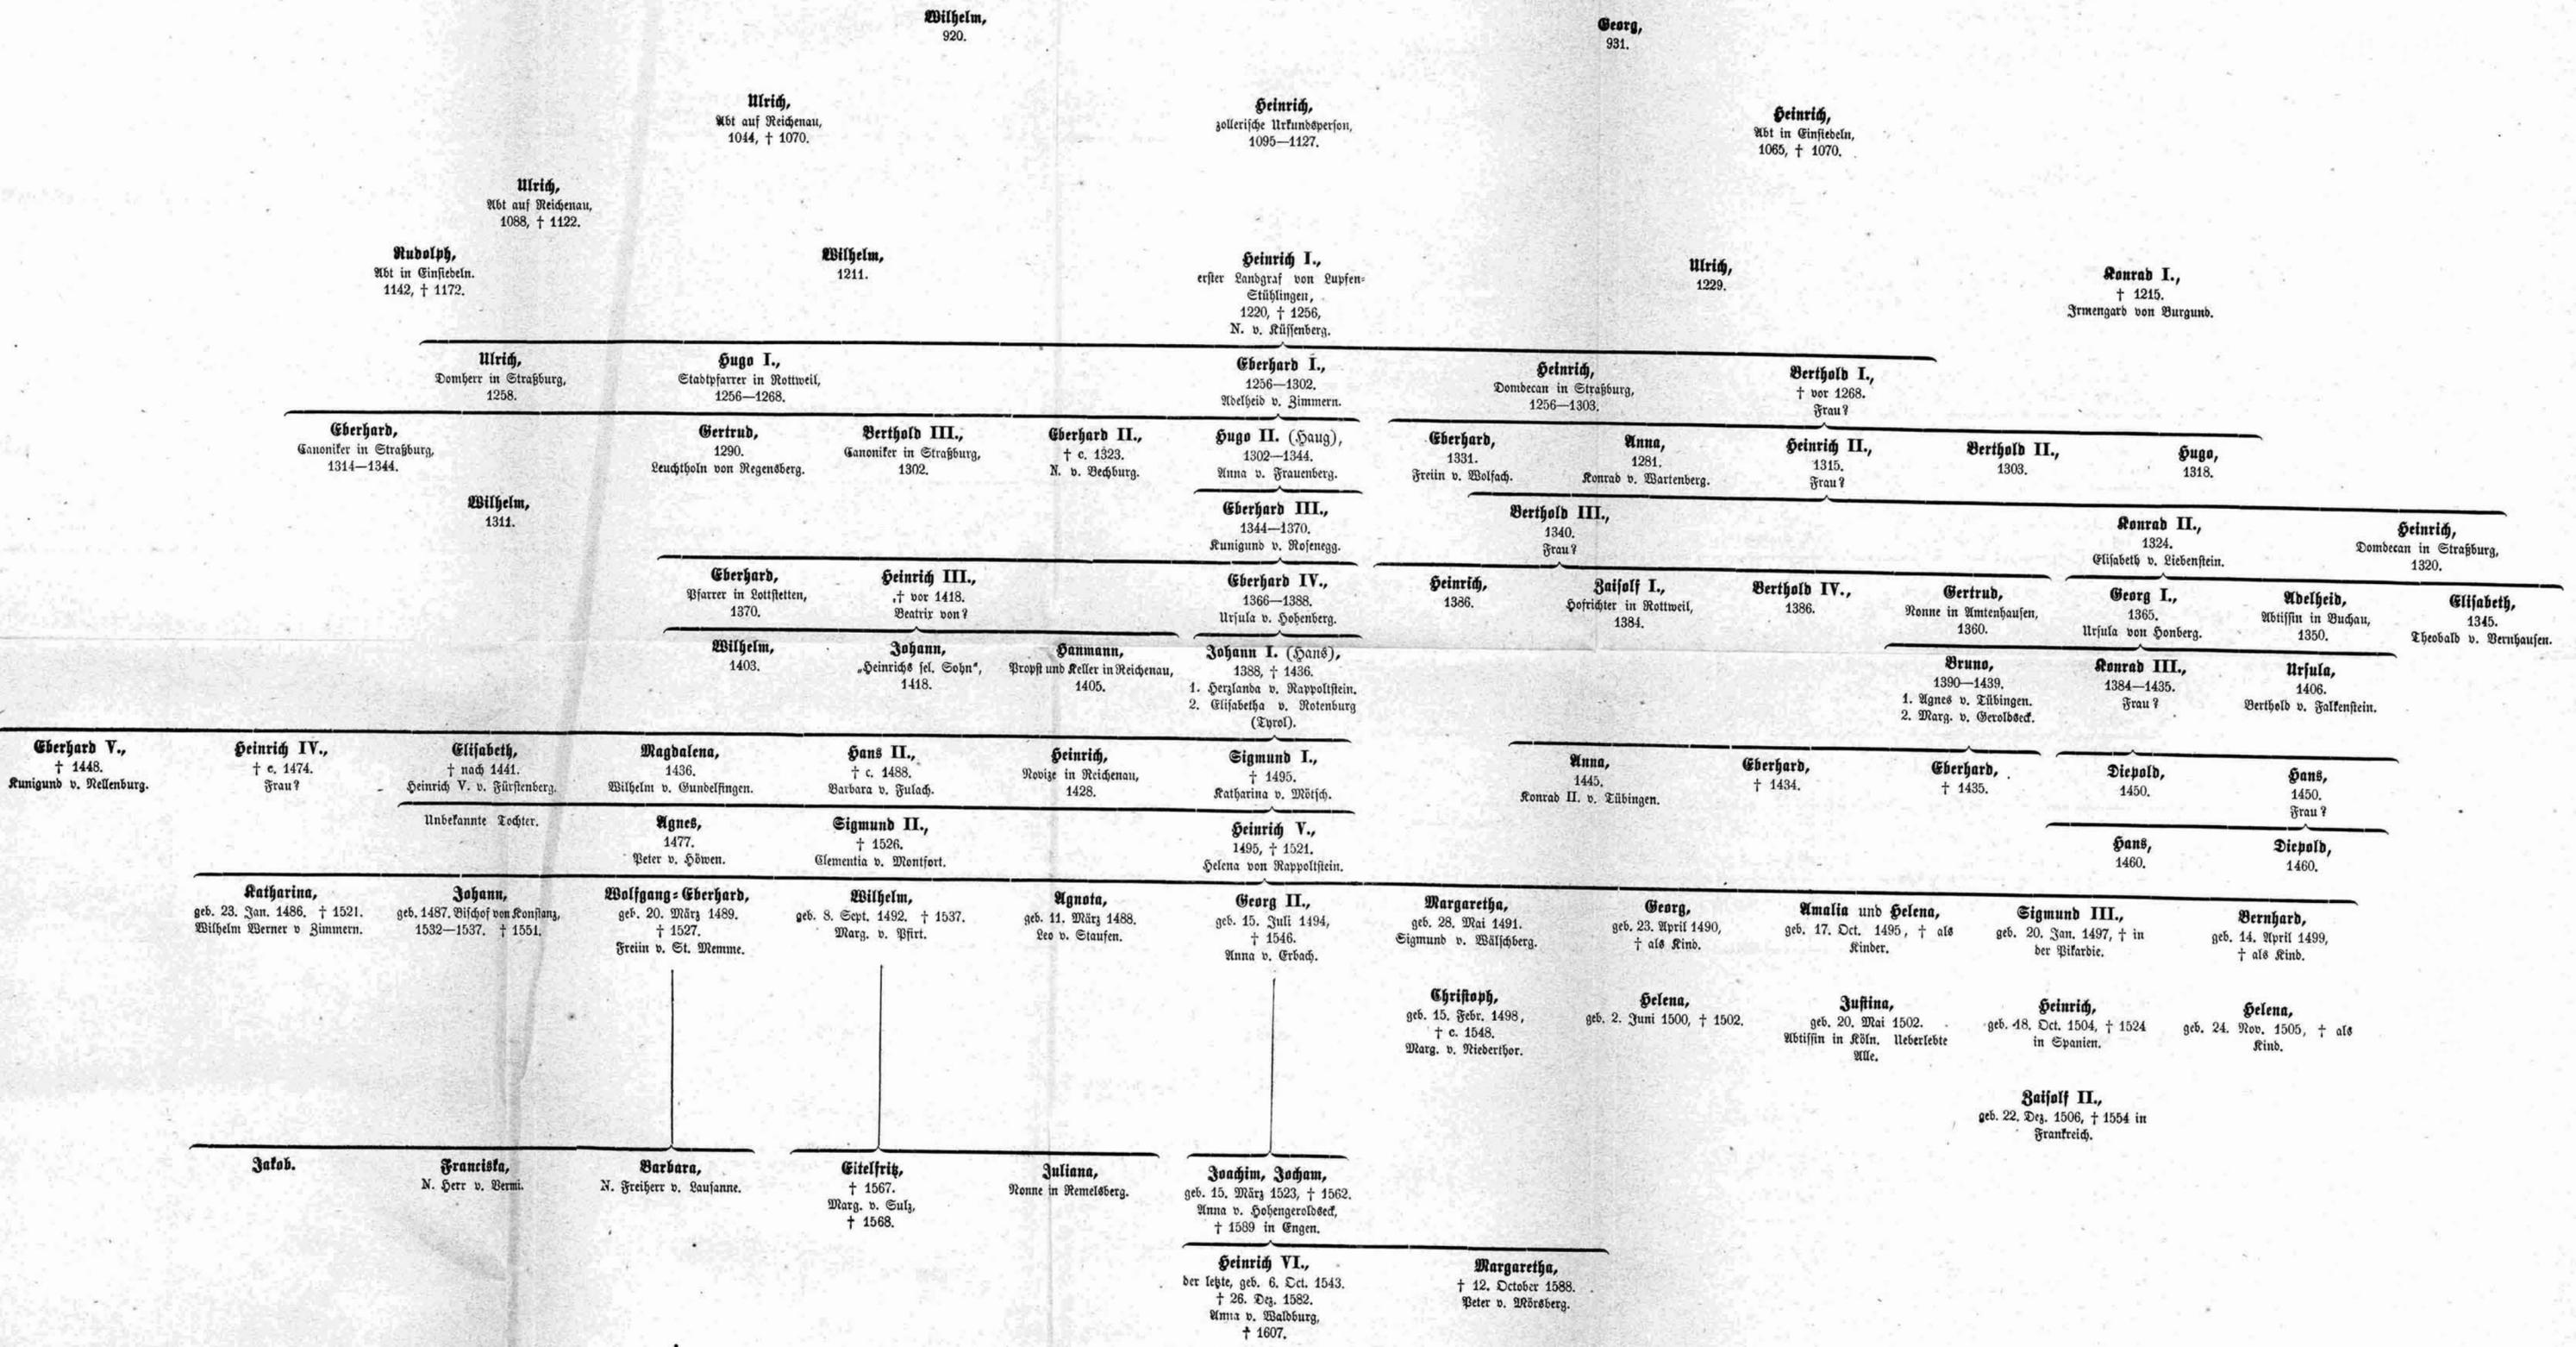 Wilhelm,
920.
Georg,
931.
Ulrich,
Abt auf Reichenau,
1044, † 1070.
Heinrich,
zollerische Urkundsperson,
1095—1127.
Heinrich,
Abt in Einsiedeln,
1065, † 1070.
Ulrich,
Abt auf Reichenau,
1088, † 1122.
Rudolph,
Abt in Einsiedeln.
1142, † 1172.
Wilhelm,
1211.
Heinrich I.,
erster Landgraf von Lupfen-
Stühlingen,
1220, † 1256,
N. v. Küssenberg.
Ulrich,
1229.
Konrad I.,
† 1215.
Irmengard von Burgund.
Ulrich,
Domherr in Straßburg,
1258.
Hugo I.,
Stadtpfarrer in Rottweil,
1256—1268.
Eberhard I.,
1256—1302.
Adelheid v. Zimmern.
Heinrich,
Domdecan in Straßburg,
1256—1303.
Berthold I.,
† vor 1268.
Frau?
Eberhard,
Canoniker in Straßburg,
1314—1344.
Gertrud,
1290.
Leuchtholn von Regensberg.
Berthold III.,
Canoniker in Straßburg,
1302.
Eberhard II.,
† c. 1323.
N. v. Bechburg.
Hugo II. (Haug),
1302—1344.
Anna v. Frauenberg.
Eberhard,
1331.
Freiin v. Wolfach.
Anna,
1281.
Konrad v. Wartenberg.
Heinrich II.,
1315.
Frau?
Berthold II.,
1303.
Hugo,
1318.
Wilhelm,
1311.
Eberhard III.,
1344—1370.
Kunigund v. Rosenegg.
Berthold III.,
1340.
Frau?
Konrad II.,
1324.
Elisabeth v. Liebenstein.
Heinrich,
Domdecan in Straßburg,
1320.
Eberhard,
Pfarrer in Lottstetten,
1370.
Heinrich III.,
† vor 1418.
Beatrix von?
Eberhard IV.,
1366—1388.
Ursula v. Hohenberg.
Heinrich,
1386.
Zaisolf I.,
Hofrichter in Rottweil,
1384.
Berthold IV.,
1386.
Gertrud,
Nonne in Amtenhausen,
1360.
Georg I.,
1365.
Ursula von Honberg.
Adelheid,
Äbtissin in Buchau,
1350.
Elisabeth,
1345.
Theobald v. Bernhausen.
Wilhelm,
1403.
Johann,
„Heinrichs sel. Sohn“,
1418.
Hanmann,
Propst und Keller in Reichenau,
1405.
Johann I. (Hans),
1388, † 1436.
1. Herzlanda v. Rappoltstein.
2. Elisabetha v. Rotenburg
(Tyrol).
Bruno,
1390—1439.
1. Agnes v. Tübingen.
2. Marg. v. Geroldseck.
Konrad III.,
1384—1435.
Frau?
Ursula,
1406.
Berthold v. Falkenstein.
Eberhard V.,
† 1448.
Kunigund v. Nellenburg.
Heinrich IV.,
† c. 1474.
Frau?
Elisabeth,
† nach 1441.
Heinrich V. v. Fürstenberg.
Magdalena,
1436.
Wilhelm v. Gundelfingen.
Hans II.,
† c. 1488.
Barbara v. Fulach.
Heinrich,
Novize in Reichenau,
1428.
Sigmund I.,
† 1495.
Katharina v. Mötsch.
Anna,
1445.
Konrad II. v. Tübingen.
Eberhard,
† 1434.
Eberhard,
† 1435.
Diepold,
1450.
Hans,
1450.
Frau?
Unbekannte Tochter.
Agnes,
1477.
Peter v. Höwen.
Sigmund II.,
† 1526.
Clementia v. Montfort.
Heinrich V.,
1495, † 1521.
Helena von Rappoltstein.
Hans,
1460.
Diepold,
1460.
Katharina,
geb. 23. Jan. 1486. † 1521.
Wilhelm Werner v Zimmern.
Johann,
geb. 1487. Bischof von Konstanz,
1532—1537. † 1551.
Wolfgang-Eberhard,
geb. 20. März 1489.
† 1527.
Freiin v. St. Memme.
Wilhelm,
geb. 8. Sept. 1492. † 1537.
Marg. v. Pfirt.
Agnota,
geb. 11. März 1488.
Leo v. Staufen.
Georg II.,
geb. 15. Juli 1494,
† 1546.
Anna v. Erbach.
Margaretha,
geb. 28. Mai 1491.
Sigmund v. Wälschberg.
Georg,
geb. 23. April 1490,
† als Kind.
Amalia und Helena,
geb. 17. Oct. 1495, † als
Kinder.
Sigmund III.,
geb. 20. Jan. 1497, † in
der Pikardie.
Bernhard,
geb. 14. April 1499,
† als Kind.
Christoph,
geb. 15. Febr. 1498,
† c. 1548.
Marg. v. Niederthor.
Helena,
geb. 2. Juni 1500, † 1502.
Justina,
geb. 20. Mai 1502.
Äbtissin in Köln. Ueberlebte
Alle.
Heinrich,
geb. 18. Oct. 1504, † 1524
in Spanien.
Helena,
geb. 24. Nov. 1505, † als
Kind.
Zaisolf II.,
geb. 22. Dez. 1506, † 1554 in
Frankreich.
Jakob.
Franciska,
N. Herr v. Vermi.
Barbara,
N. Freiherr v. Lausanne.
Eitelfritz,
† 1567.
Marg. v. Sulz,
† 1568.
Juliana,
Nonne in Remelsberg.
Joachim, Jocham,
geb. 15. März 1523, † 1562.
Anna v. Hohengeroldseck,
† 1589 in Engen.
Heinrich VI.,
der letzte, geb. 6. Oct. 1543.
† 26. Dez. 1582.
Anna v. Waldburg,
† 1607.
Margaretha,
† 12. October 1588.
Peter v. Mörsberg.